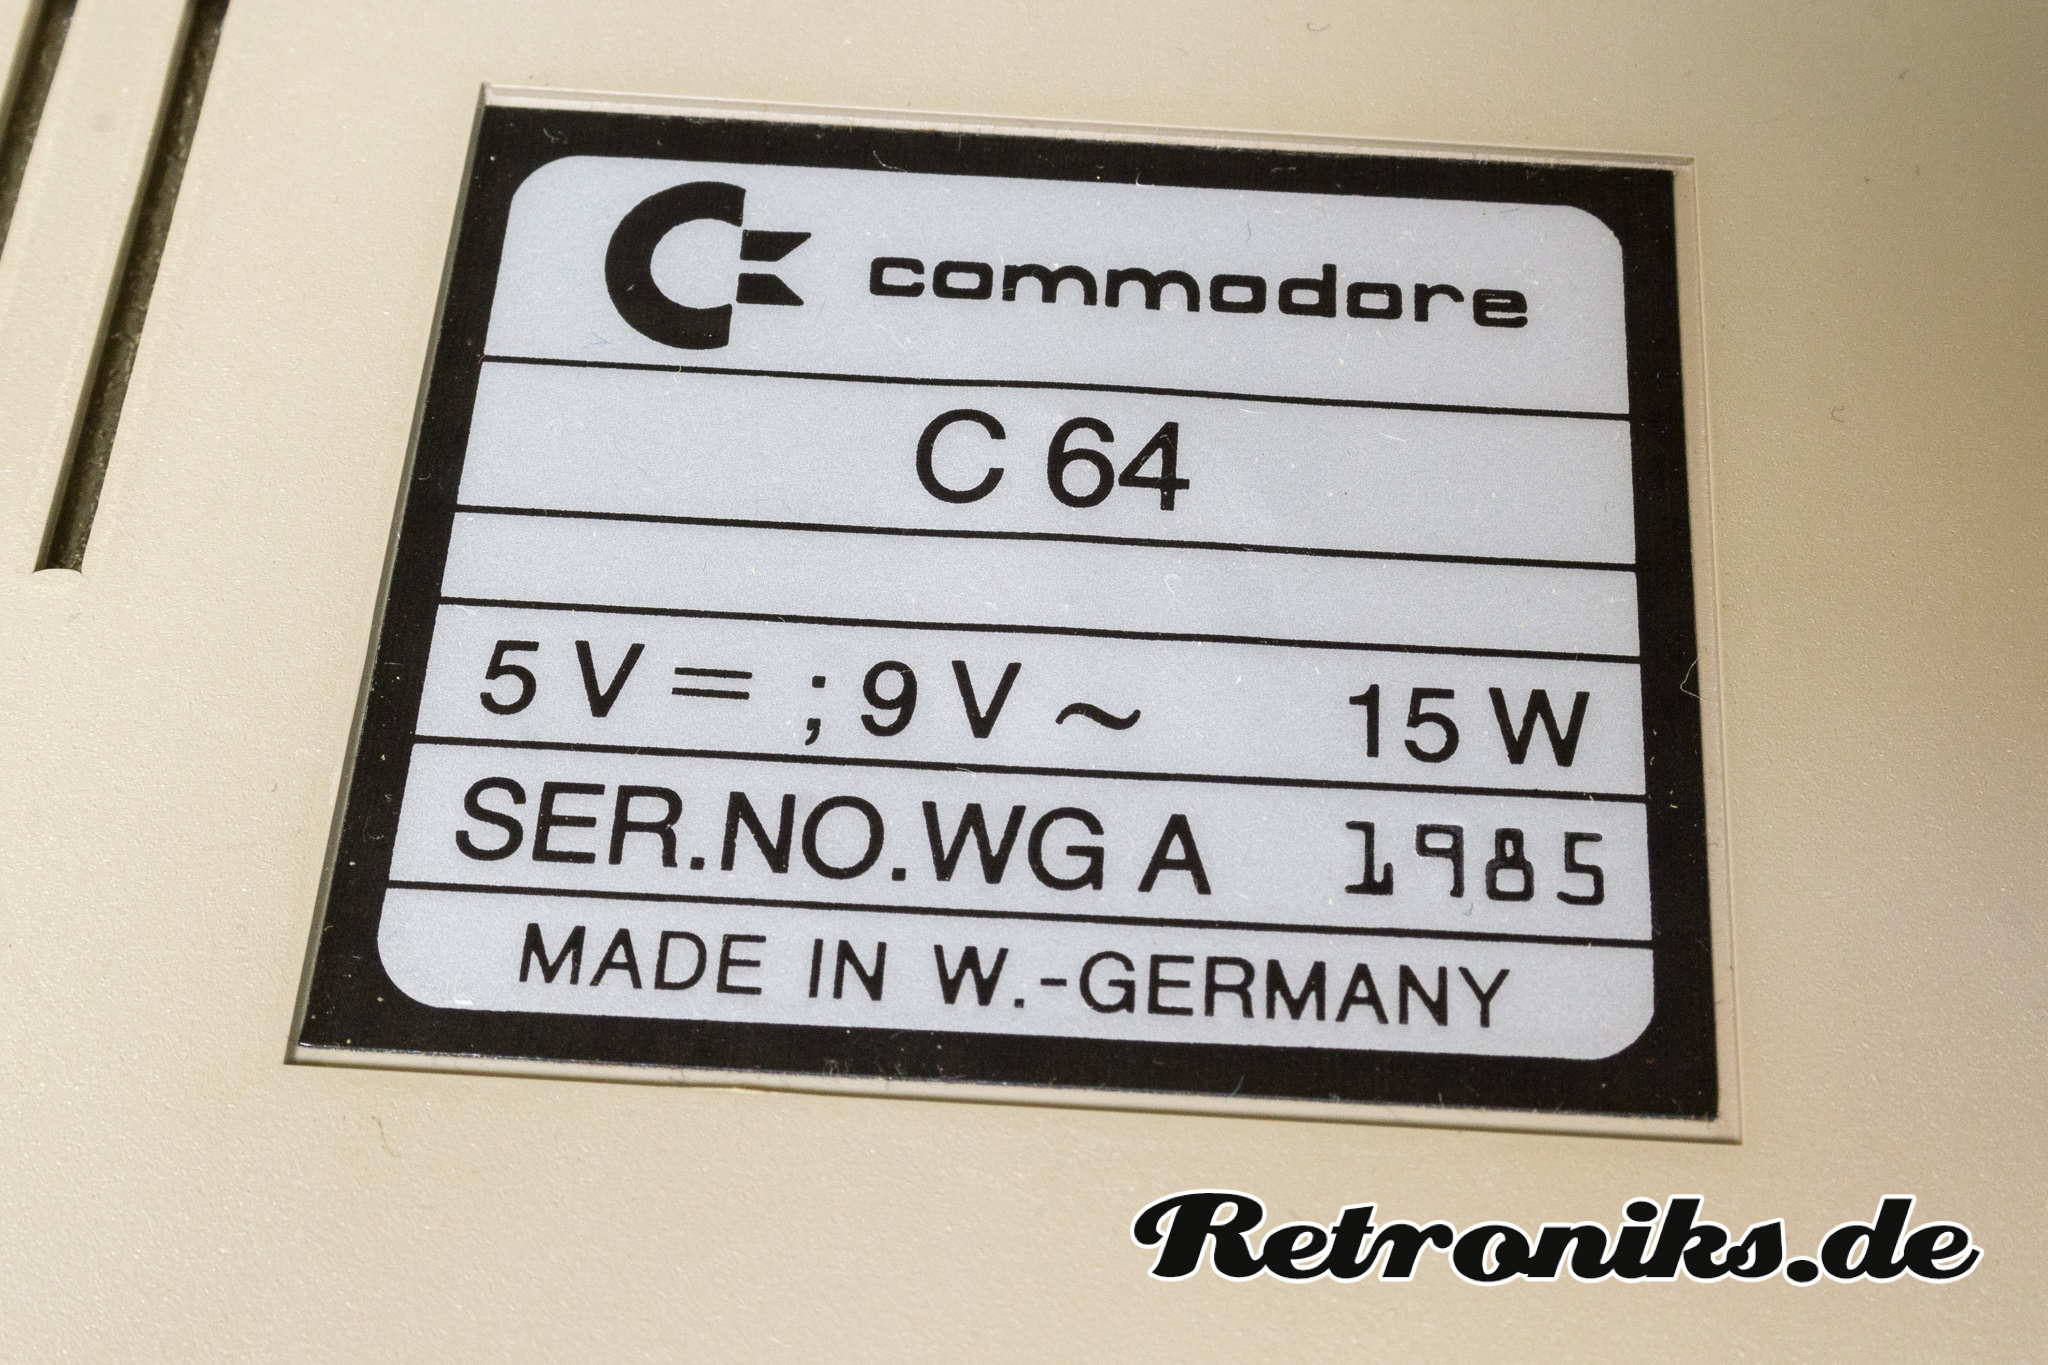 commodore
C 64
5 V = ; 9 V ~ 15 W
SER.NO.WG A 1985
MADE IN W.-GERMANY
Retroniks.de